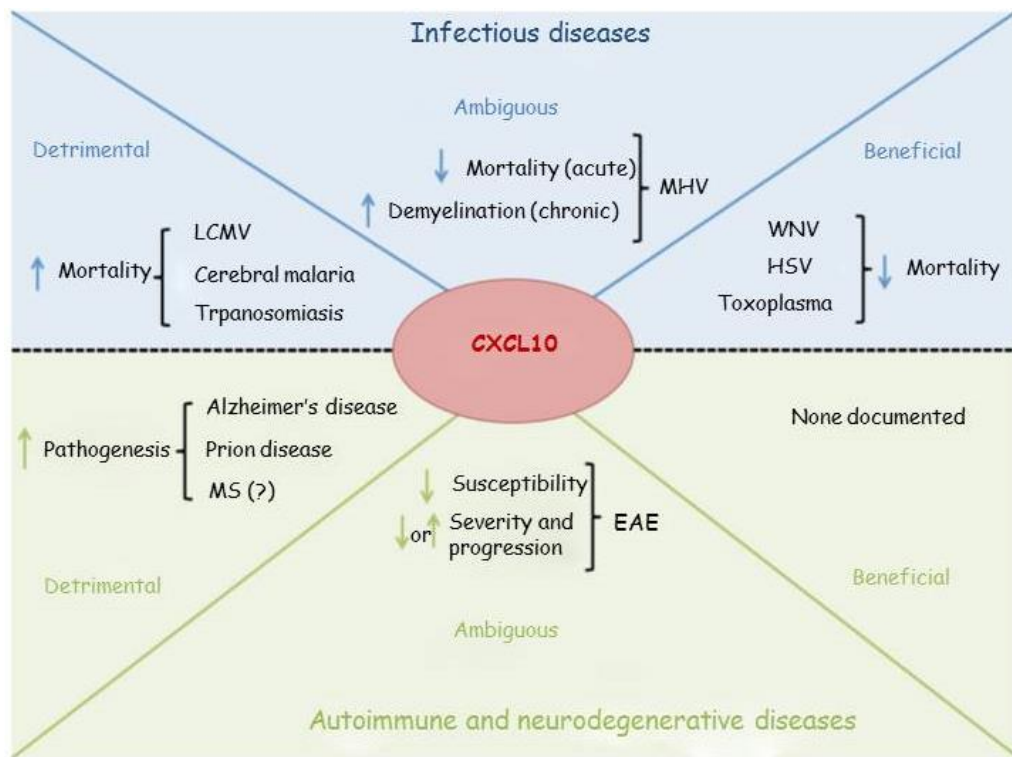 Infectious diseases
Ambiguous
Detrimental
Beneficial
↓ Mortality (acute)
↑ Demyelination (chronic)
MHV
↑ Mortality
LCMV
Cerebral malaria
Trpanosomiasis
WNV
HSV
Toxoplasma
↓ Mortality
CXCL10
↑ Pathogenesis
Alzheimer's disease
Prion disease
MS (?)
None documented
↓ Susceptibility
↓ or ↑ Severity and
progression
EAE
Detrimental
Beneficial
Ambiguous
Autoimmune and neurodegenerative diseases